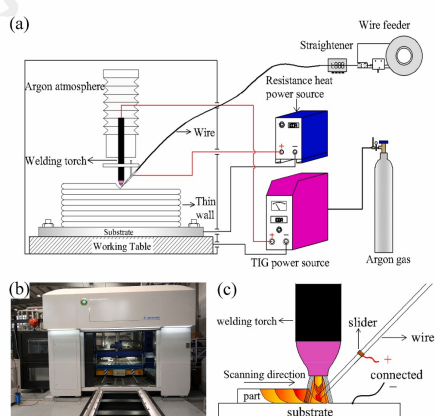 (a)
Wire feeder
Straightener
Resistance heat
power source
Argon atmosphere
Wire
Welding torch
Thin
wall
Substrate
Working Table
TIG power source
Argon gas
(b)
(c)
welding torch
slider
wire
Scanning direction
connected
part
substrate